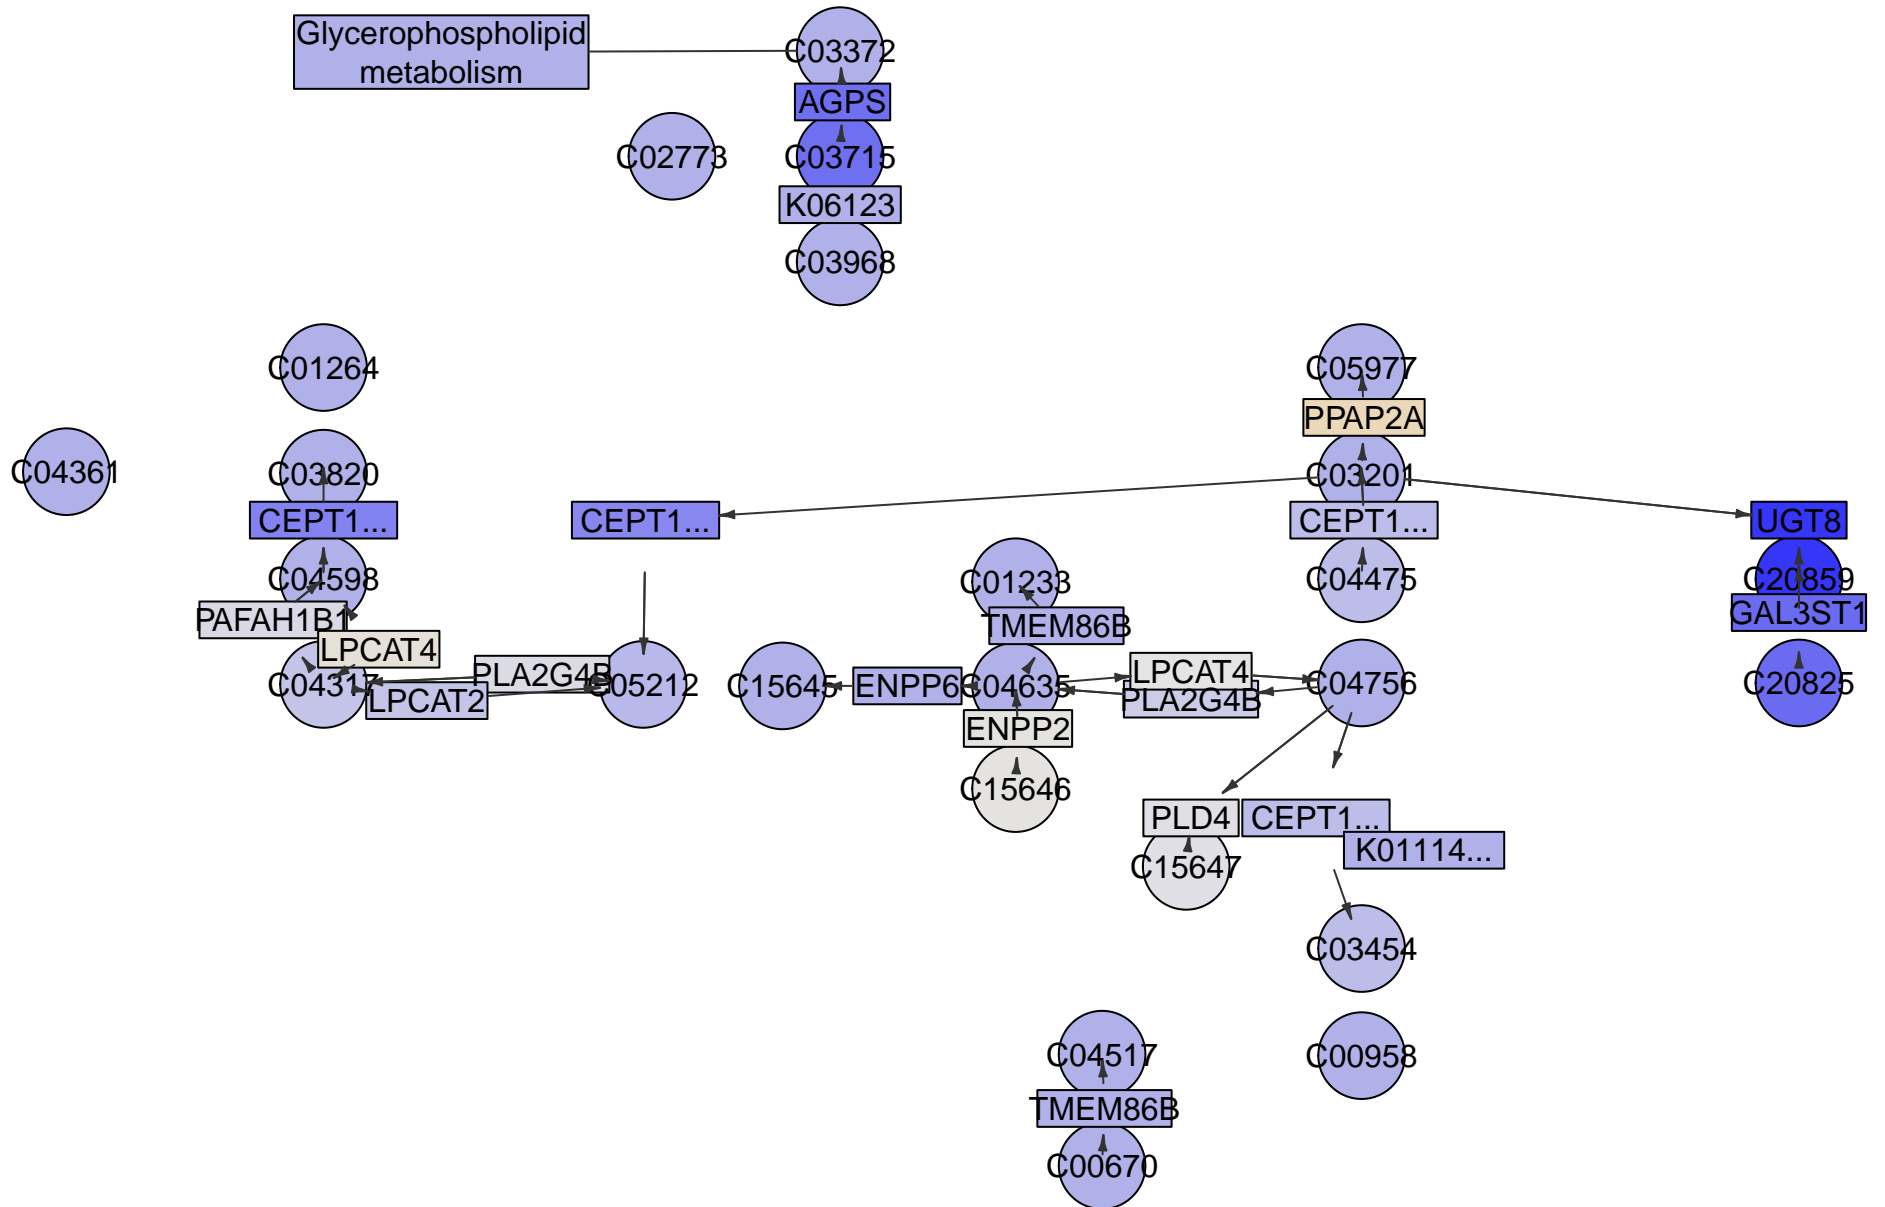 Glycerophospholipid
metabolism
C03372
AGPS
C02773
C03715
K06123
C03968
C01264
C05977
PPAP2A
C04361
C03820
C03201
CEPT1...
CEPT1...
CEPT1...
UGT8
C04598
C01233
C04475
C20859
PAFAH1B1
TMEM86B
GAL3ST1
LPCAT4
C04317
PLA2G4B
LPCAT2
C05212
C15645
ENPP6
C04635
LPCAT4
PLA2G4B
C04756
C20825
ENPP2
C15646
PLD4
CEPT1...
K01114...
C15647
C03454
C04517
C00958
TMEM86B
C00670